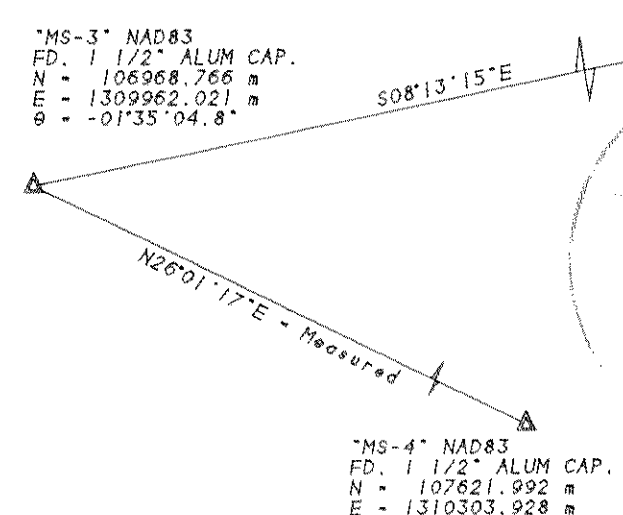 "MS-3" NAD83
FD. 1 1/2" ALUM CAP.
N = 106968.766 m
E = 1309962.021 m
θ = -01°35'04.8"
S08°13'15"E
N26°01'17"E - Measured
"MS-4" NAD83
FD. 1 1/2" ALUM CAP.
N = 107621.992 m
E = 1310303.928 m